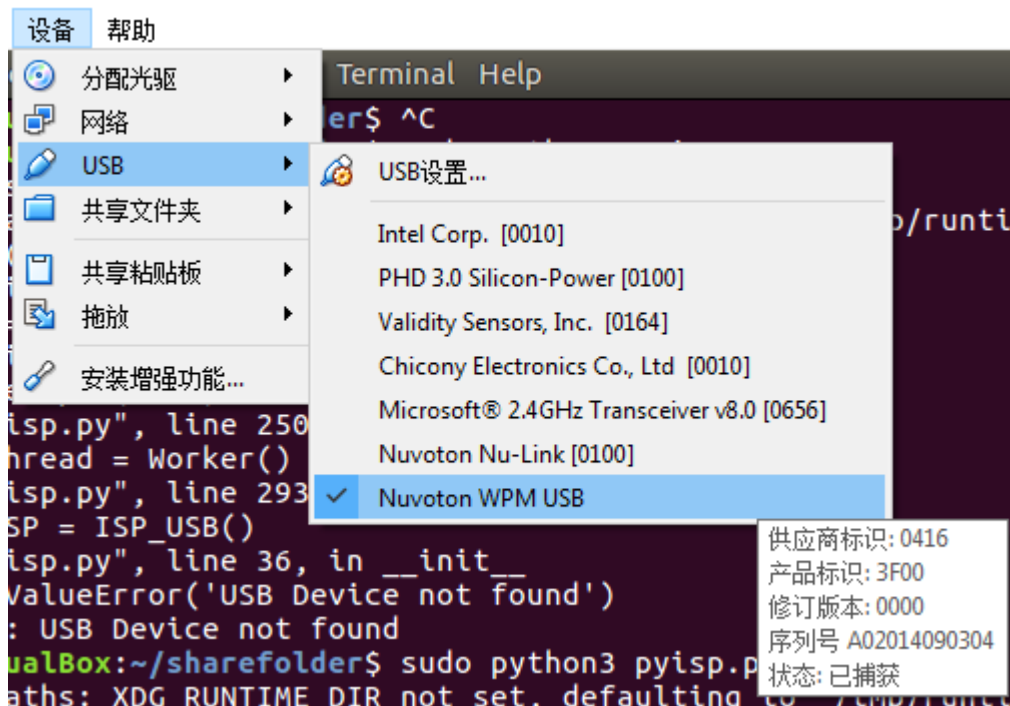 设备 帮助
分配光驱
网络
USB
共享文件夹
共享粘贴板
拖放
安装增强功能...
USB设置...
Intel Corp. [0010]
PHD 3.0 Silicon-Power [0100]
Validity Sensors, Inc. [0164]
Chicony Electronics Co., Ltd [0010]
Microsoft® 2.4GHz Transceiver v8.0 [0656]
Nuvoton Nu-Link [0100]
Nuvoton WPM USB
供应商标识: 0416
产品标识: 3F00
修订版本: 0000
序列号 A02014090304
状态: 已捕获
Terminal Help
er$ ^C
/runti
isp.py", line 250
hread = Worker()
isp.py", line 293
SP = ISP_USB()
isp.py", line 36, in __init__
ValueError('USB Device not found')
: USB Device not found
ualBox:~/sharefolder$ sudo python3 pyisp.p
aths: XDG_RUNTIME_DIR not set, defaulting to '/tmp/runti